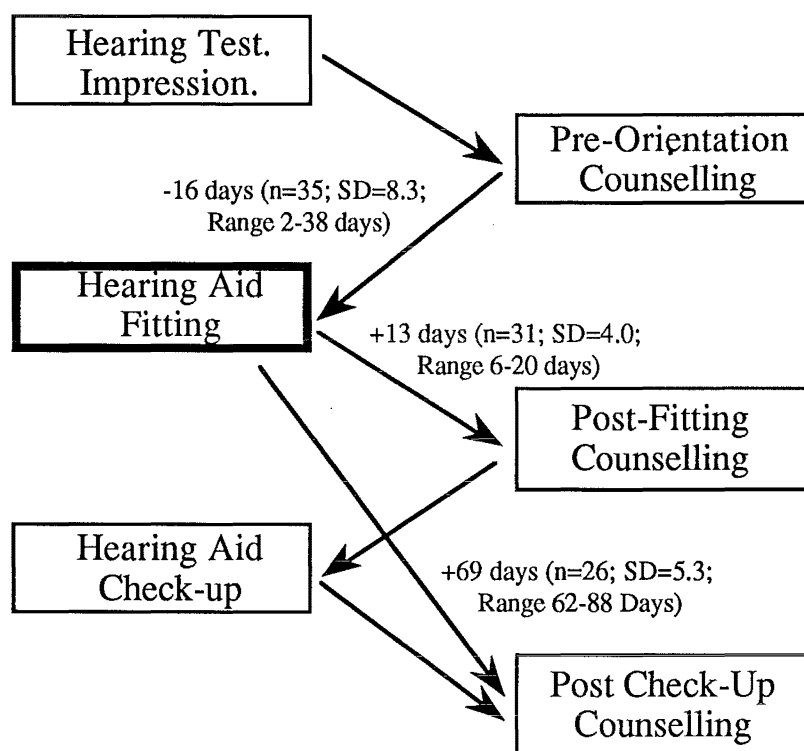 Hearing Test.
Impression.
Pre-Orientation
Counselling
-16 days (n=35; SD=8.3;
Range 2-38 days)
Hearing Aid
Fitting
+13 days (n=31; SD=4.0;
Range 6-20 days)
Post-Fitting
Counselling
Hearing Aid
Check-up
+69 days (n=26; SD=5.3;
Range 62-88 Days)
Post Check-Up
Counselling